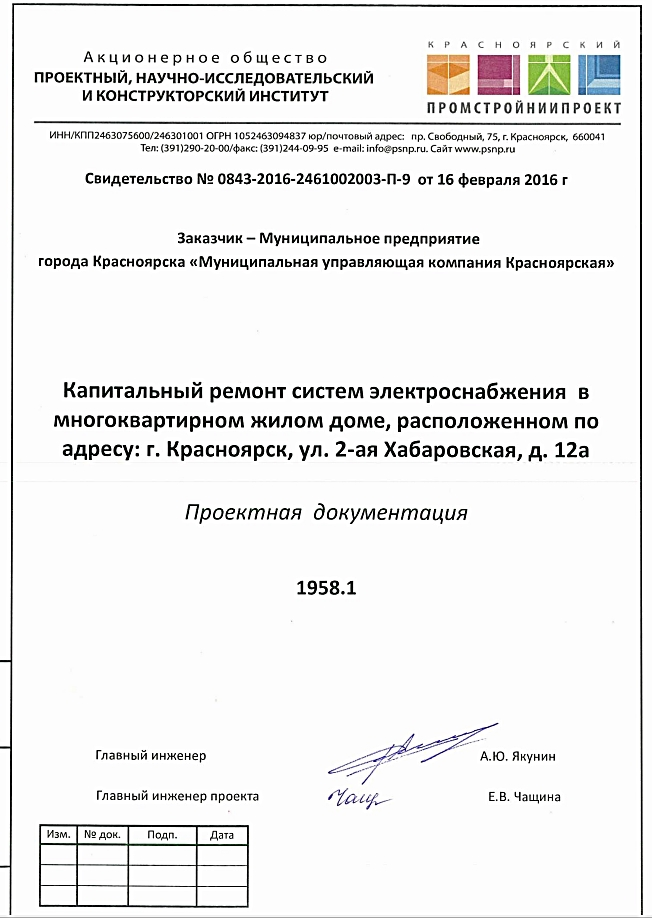 Акционерное общество
ПРОЕКТНЫЙ, НАУЧНО-ИССЛЕДОВАТЕЛЬСКИЙ
И КОНСТРУКТОРСКИЙ ИНСТИТУТ
КРАСНОЯРСКИЙ
ПРОМСТРОЙНИИПРОЕКТ
ИНН/КПП2463075600/246301001 ОГРН 1052463094837 юр/почтовый адрес: пр. Свободный, 75, г. Красноярск, 660041
Тел: (391)290-20-00/факс: (391)244-09-95 e-mail: info@psnp.ru. Сайт www.psnp.ru
Свидетельство № 0843-2016-2461002003-П-9 от 16 февраля 2016 г
Заказчик – Муниципальное предприятие
города Красноярска «Муниципальная управляющая компания Красноярская»
Капитальный ремонт систем электроснабжения в
многоквартирном жилом доме, расположенном по
адресу: г. Красноярск, ул. 2-ая Хабаровская, д. 12а
Проектная документация
1958.1
Главный инженер А.Ю. Якунин
Главный инженер проекта Е.В. Чащина
Изм. № док. Подп. Дата